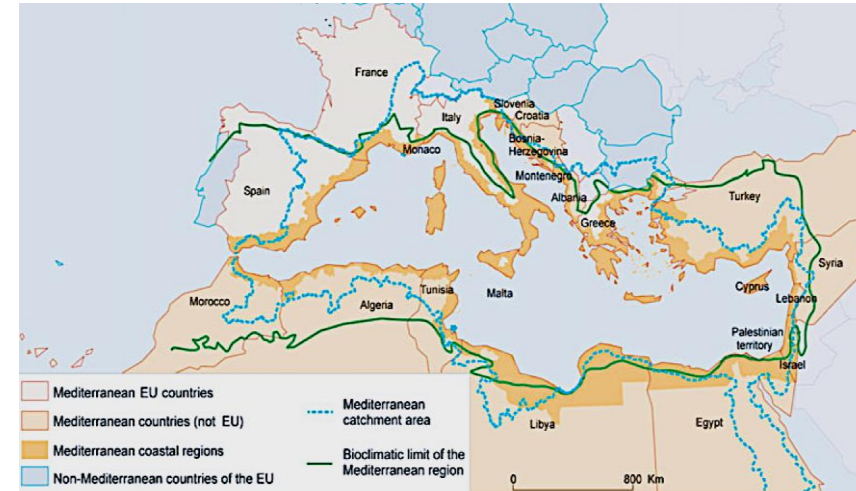 France
Slovenia
Croatia
Italy
Bosnia-
Herzegovina
Monaco
Montenegro
Spain
Albania
Greece
Turkey
Syria
Cyprus
Lebanon
Malta
Tunisia
Algeria
Morocco
Palestinian
territory
Israel
Libya
Egypt
Mediterranean EU countries
Mediterranean countries (not EU)
Mediterranean coastal regions
Non-Mediterranean countries of the EU
Mediterranean
catchment area
Bioclimatic limit of the
Mediterranean region
0 800 Km